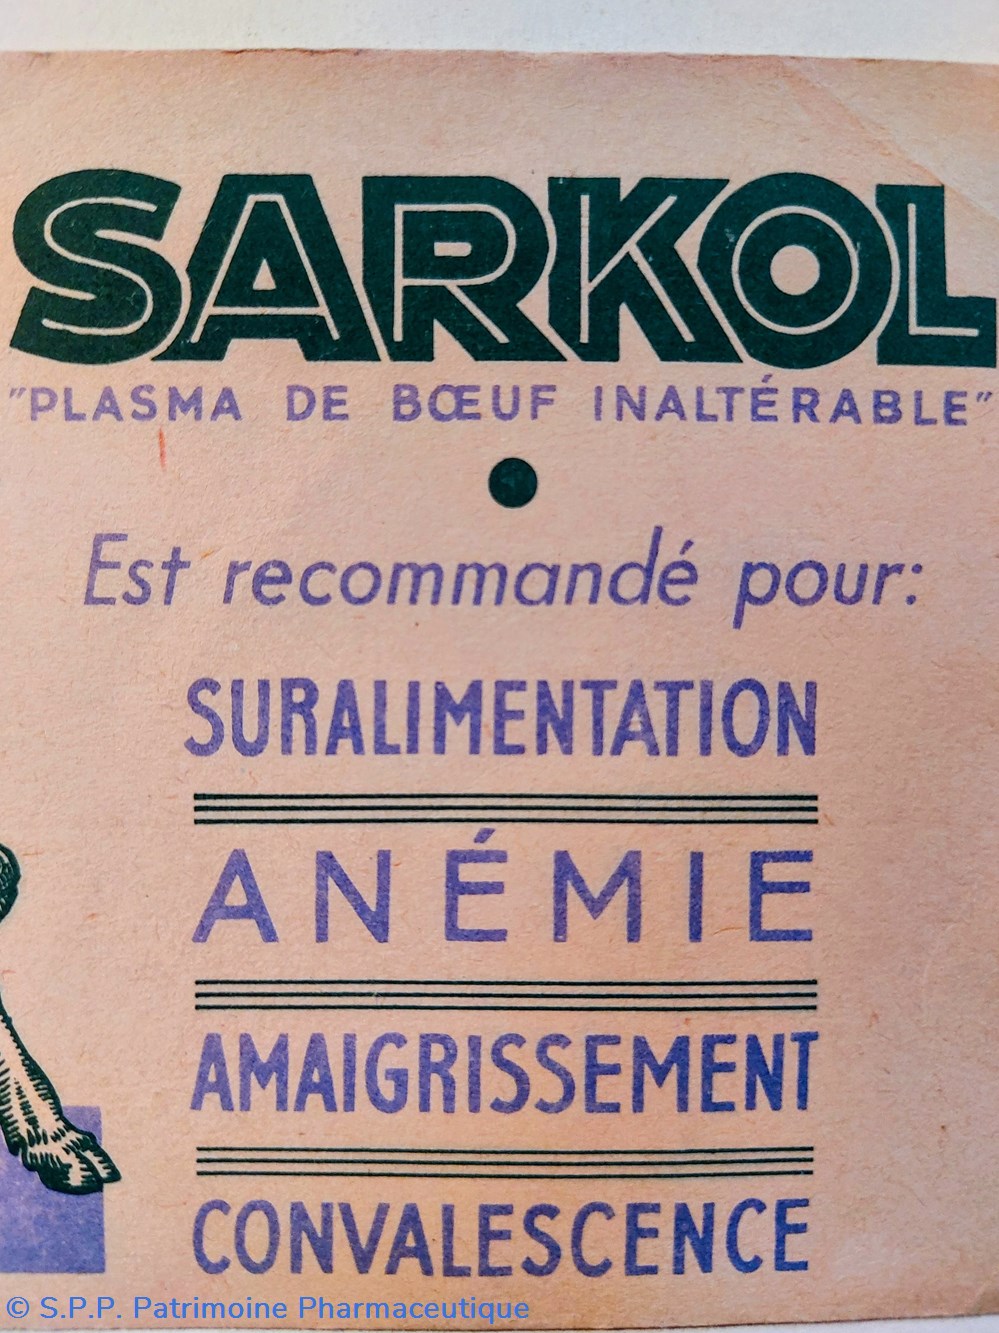 SARKOL
"PLASMA DE BŒUF INALTÉRABLE"
Est recommandé pour:
SURALIMENTATION
ANÉMIE
AMAIGRISSEMENT
CONVALESCENCE
© S.P.P. Patrimoine Pharmaceutique